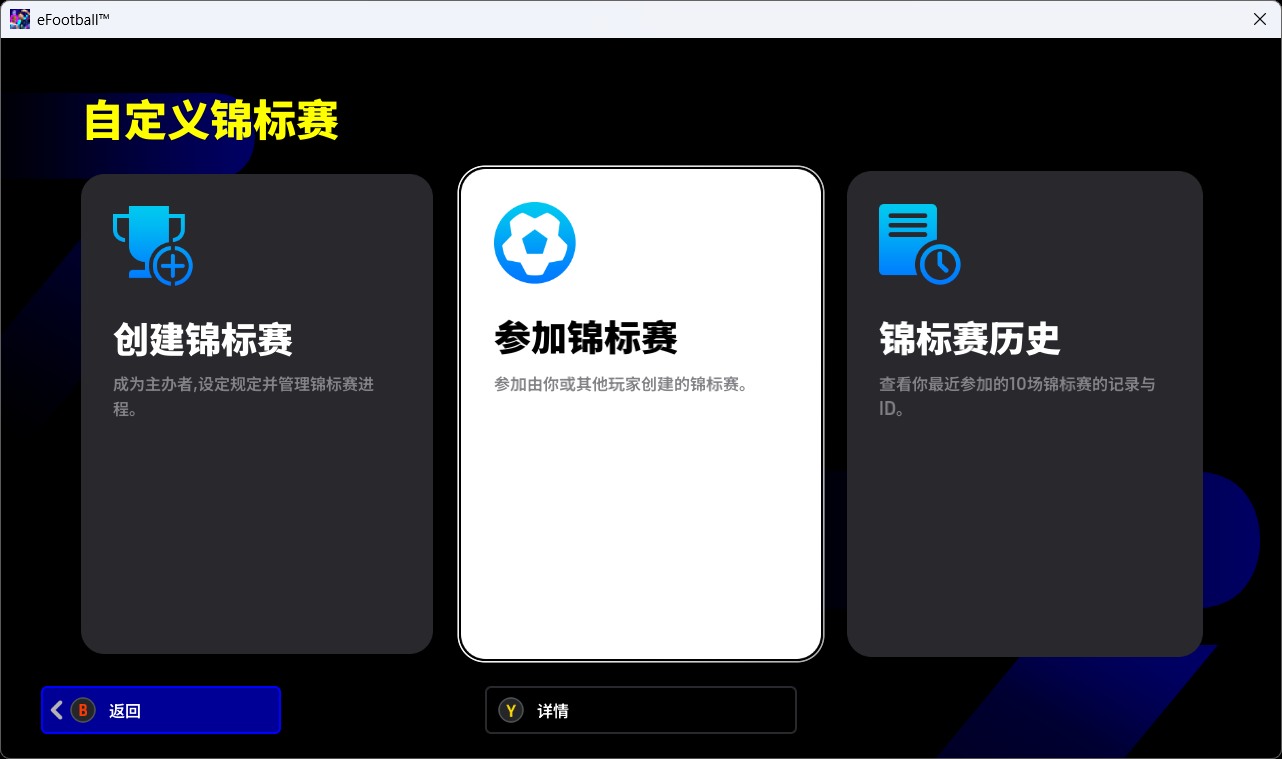 eFootball™
自定义锦标赛
创建锦标赛
成为主办者,设定规定并管理锦标赛进
程。
参加锦标赛
参加由你或其他玩家创建的锦标赛。
锦标赛历史
查看你最近参加的10场锦标赛的记录与
ID。
B 返回
Y 详情